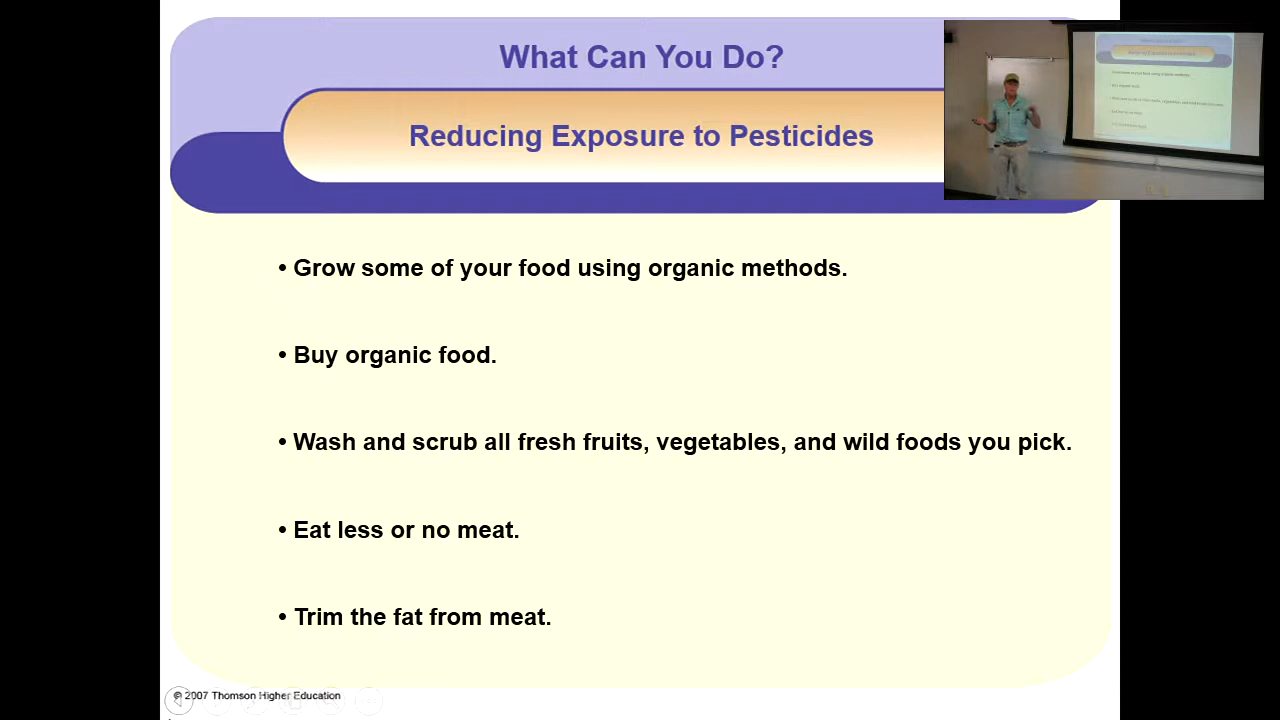 What Can You Do?
Reducing Exposure to Pesticides
• Grow some of your food using organic methods.
• Buy organic food.
• Wash and scrub all fresh fruits, vegetables, and wild foods you pick.
• Eat less or no meat.
• Trim the fat from meat.
© 2007 Thomson Higher Education